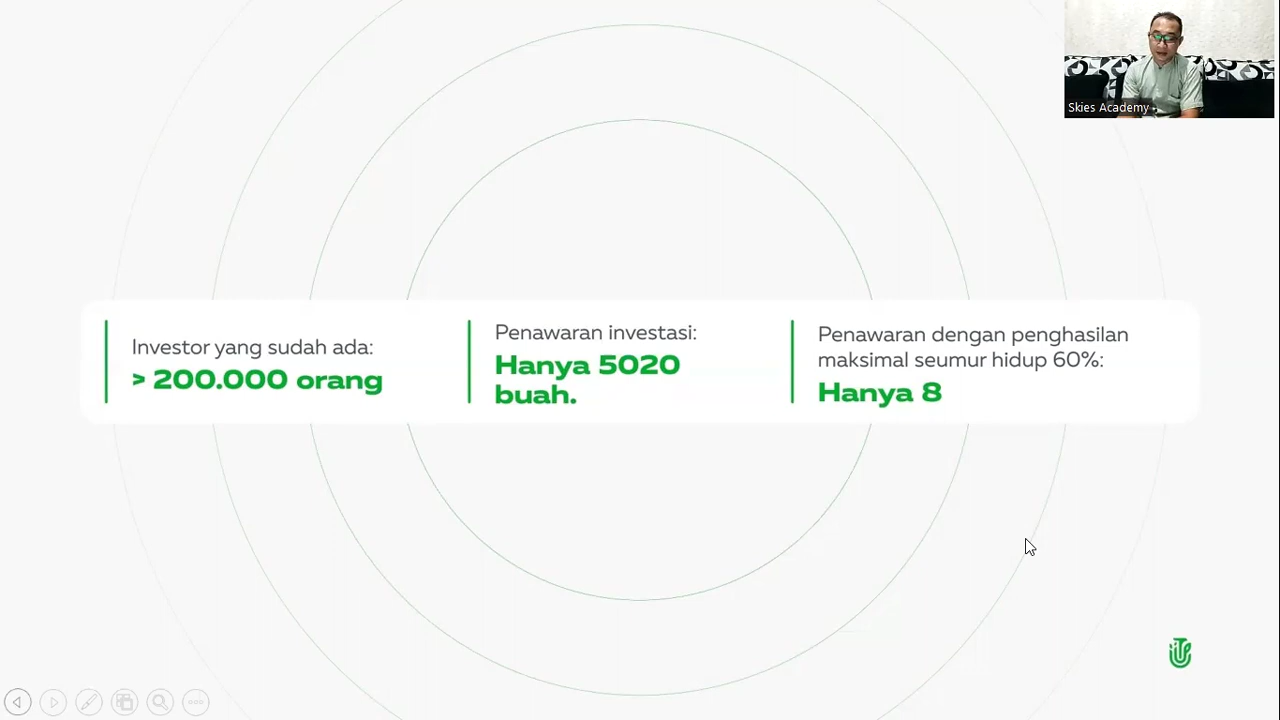 Skies Academy
Investor yang sudah ada:
> 200.000 orang
Penawaran investasi:
Hanya 5020
buah.
Penawaran dengan penghasilan
maksimal seumur hidup 60%:
Hanya 8